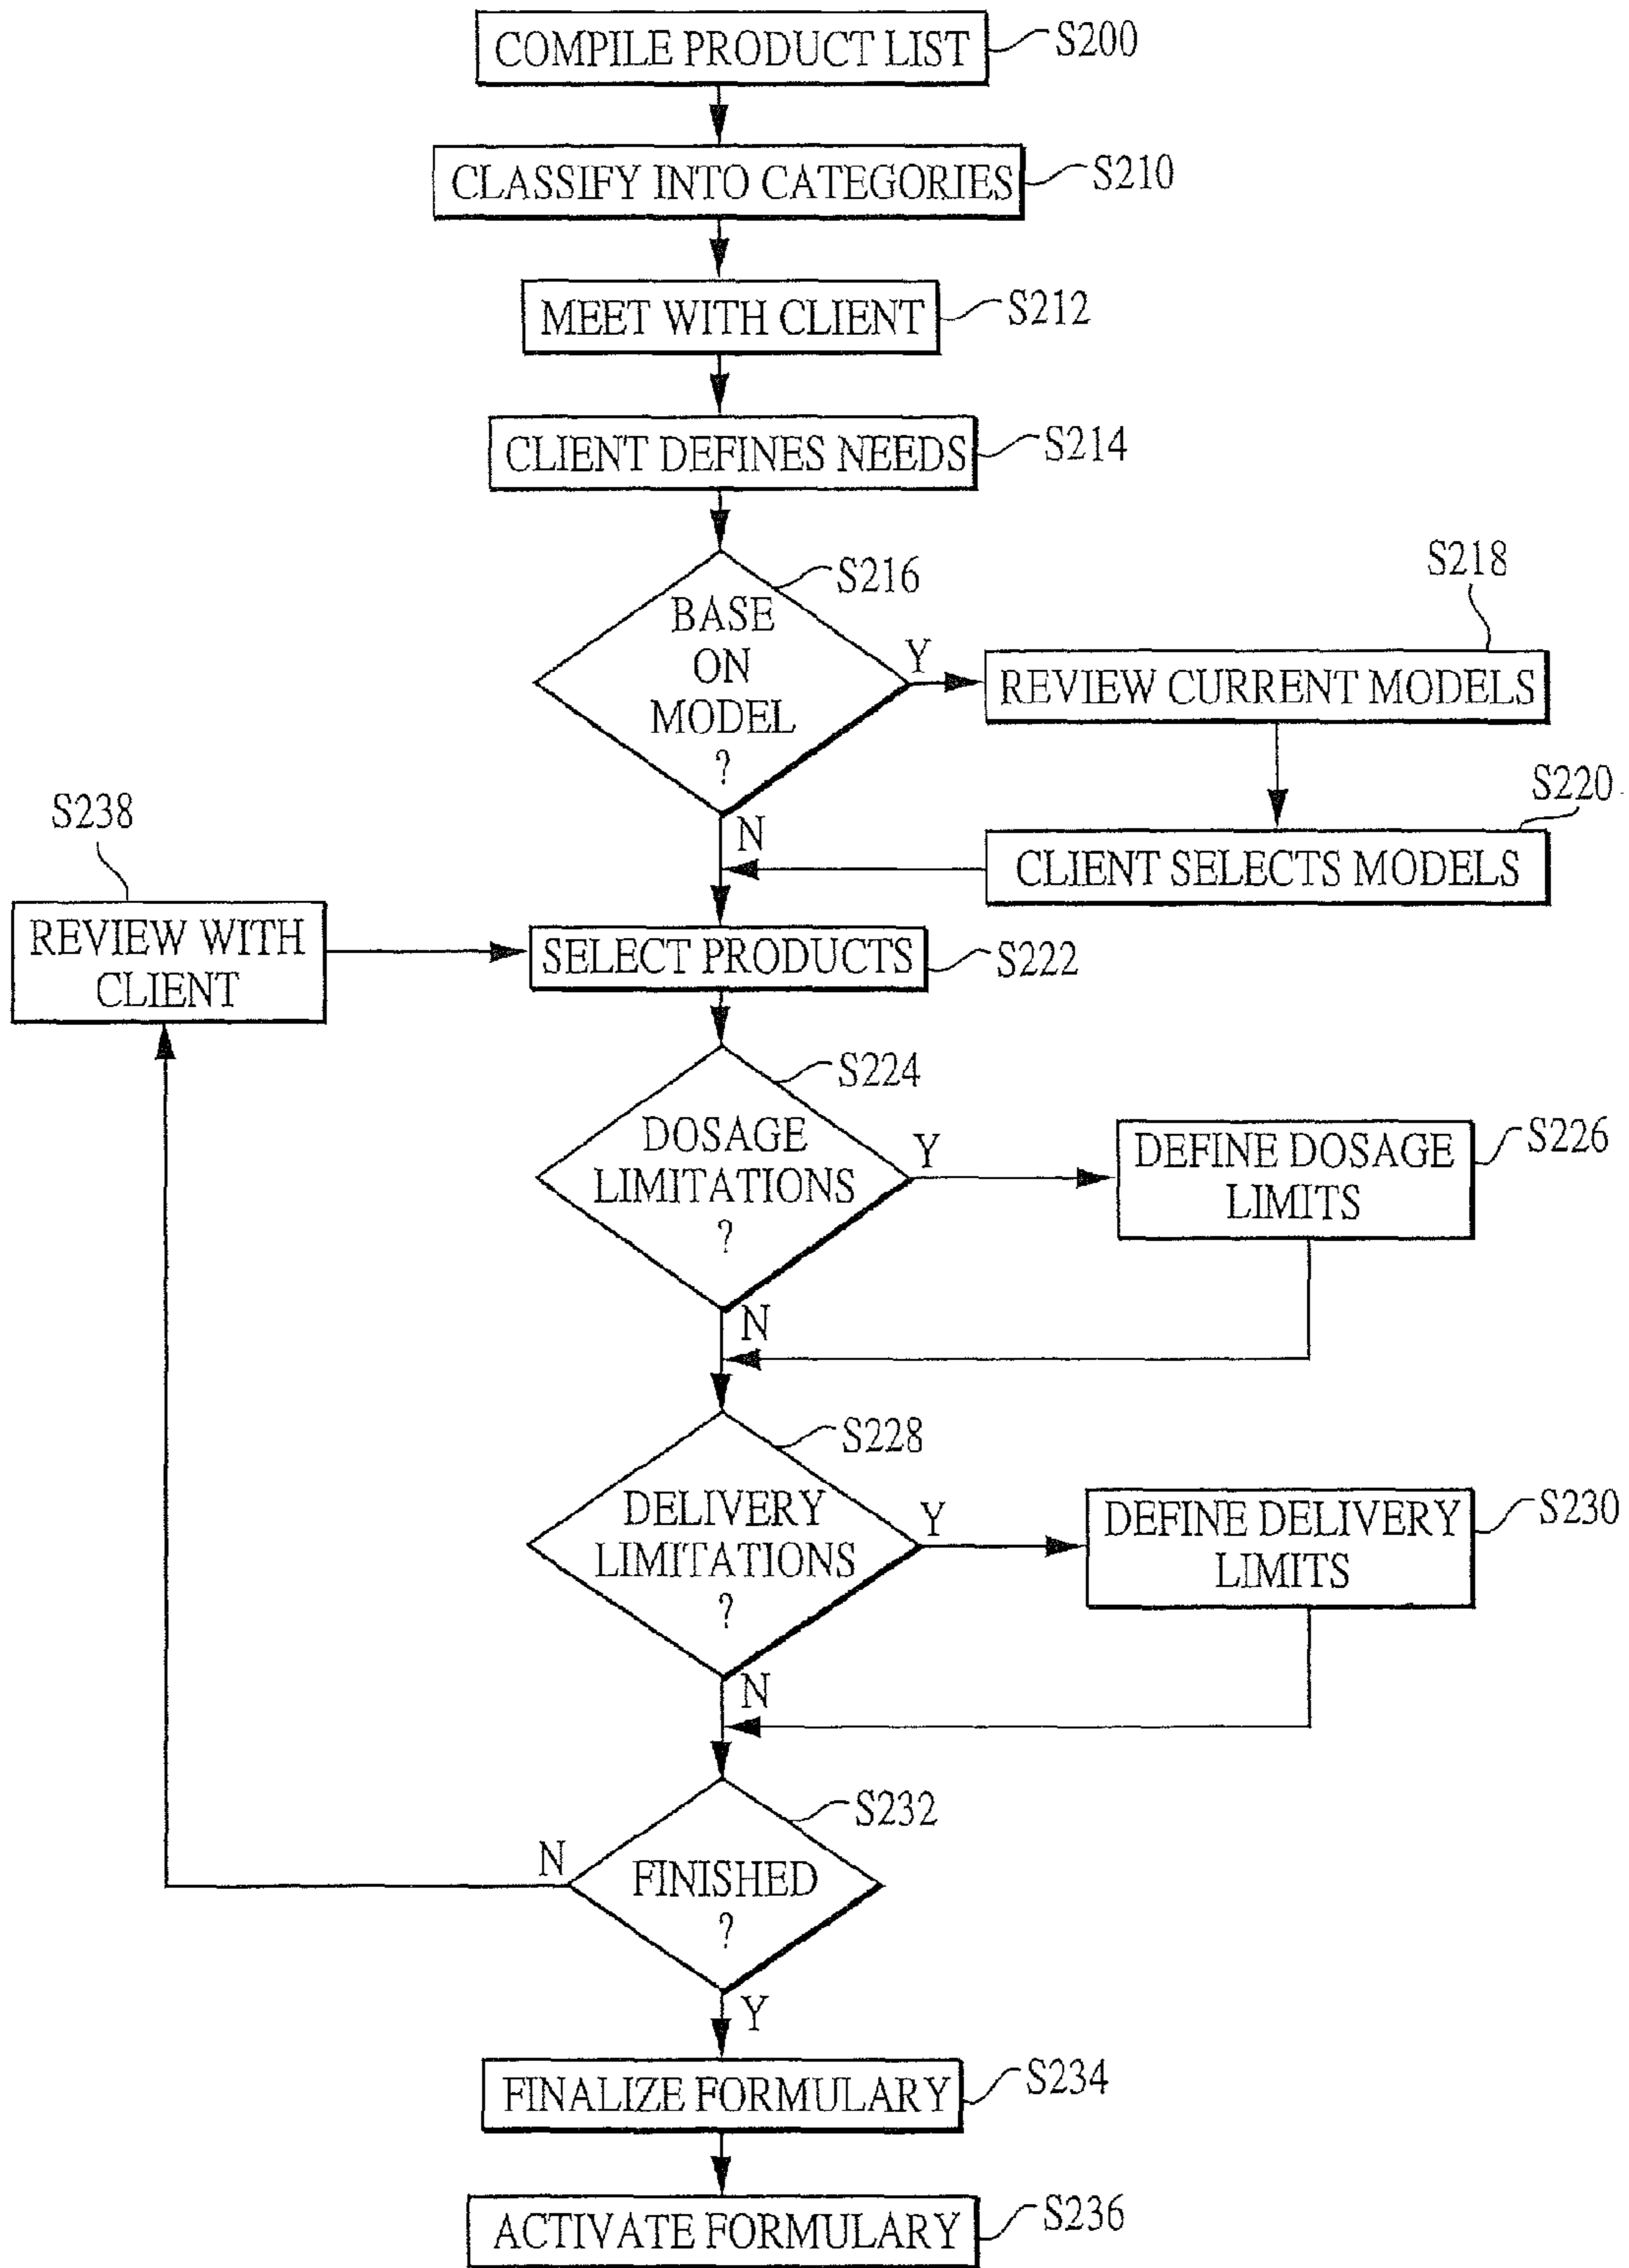 COMPILE PRODUCT LIST
S200
CLASSIFY INTO CATEGORIES
S210
MEET WITH CLIENT
S212
CLIENT DEFINES NEEDS
S214
S216
BASE
ON
MODEL
?
Y
N
S218
REVIEW CURRENT MODELS
S220
CLIENT SELECTS MODELS
S238
REVIEW WITH
CLIENT
SELECT PRODUCTS
S222
S224
DOSAGE
LIMITATIONS
?
Y
N
DEFINE DOSAGE
LIMITS
S226
S228
DELIVERY
LIMITATIONS
?
Y
N
DEFINE DELIVERY
LIMITS
S230
S232
FINISHED
?
N
Y
FINALIZE FORMULARY
S234
ACTIVATE FORMULARY
S236